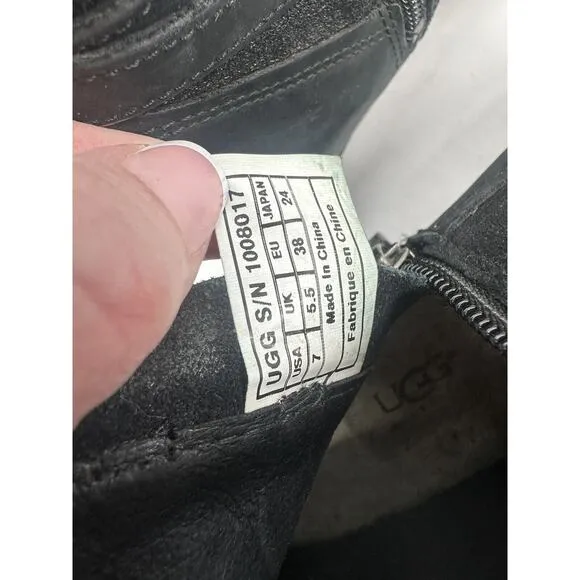 UGG S/N 1008017
USA UK EU JAPAN
7 5.5 38 24
Made In China
Fabrique en Chine
UGG